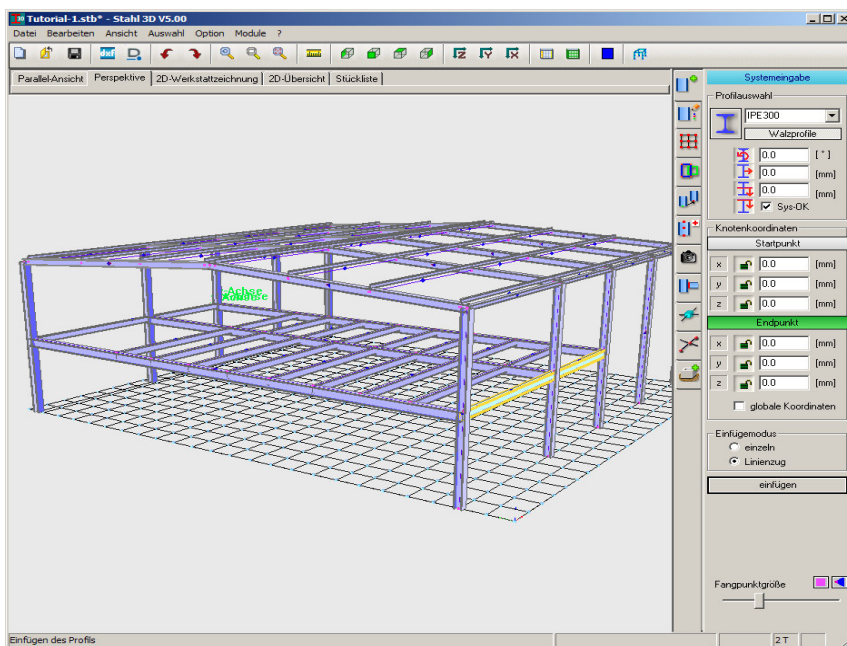 Tutorial-1.stb* - Stahl 3D V5.00
Datei Bearbeiten Ansicht Auswahl Option Module ?
dxf
Parallel-Ansicht Perspektive 2D-Werkstattzeichnung 2D-Übersicht Stückliste
Systemeingabe
Profilauswahl
IPE300
Walzprofile
0.0 [°]
0.0 [mm]
0.0 [mm]
Sys-OK
Knotenkoordinaten
Startpunkt
x 0.0 [mm]
y 0.0 [mm]
z 0.0 [mm]
Endpunkt
x 0.0 [mm]
y 0.0 [mm]
z 0.0 [mm]
globale Koordinaten
Einfügemodus
einzeln
Linienzug
einfügen
Fangpunktgröße
Achse
Einfügen des Profils
2 T